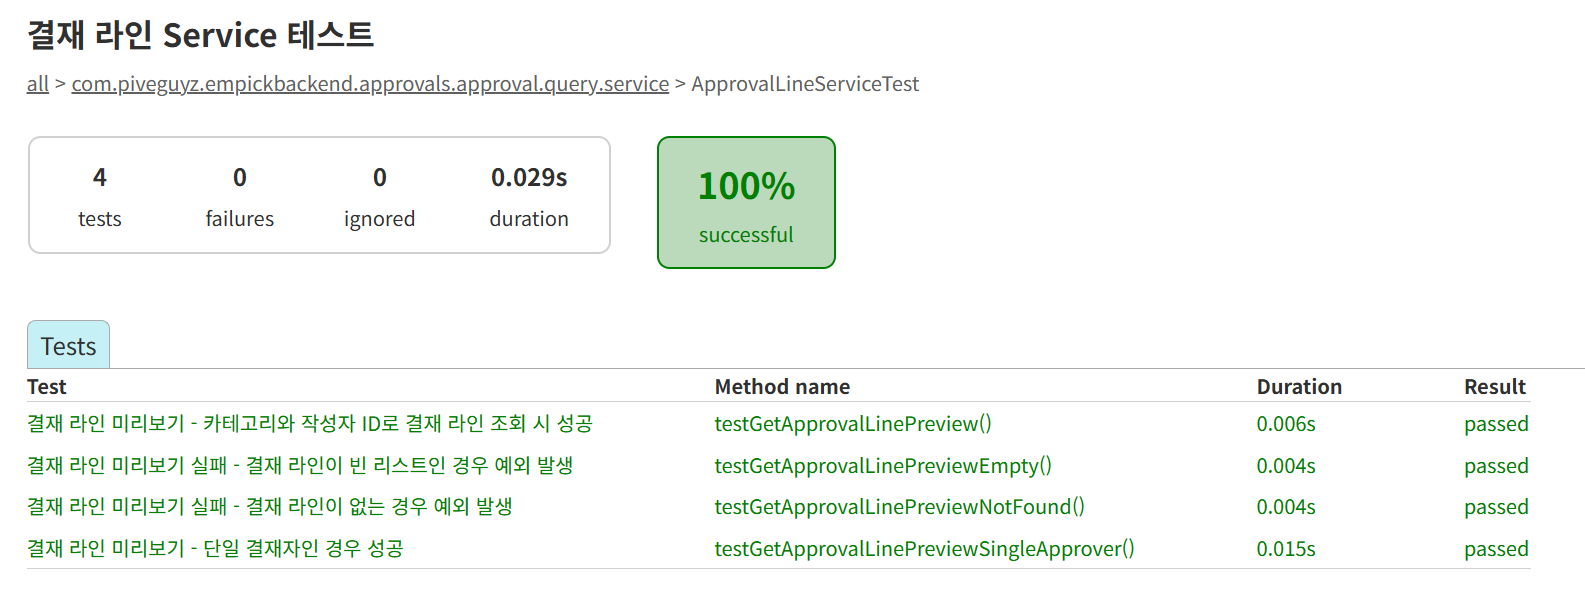 결재 라인 Service 테스트
all > com.piveguyz.empickbackend.approvals.approval.query.service > ApprovalLineServiceTest
4 0 0 0.029s
tests failures ignored duration
100%
successful
Tests
Test Method name Duration Result
결재 라인 미리보기 - 카테고리와 작성자 ID로 결재 라인 조회 시 성공 testGetApprovalLinePreview() 0.006s passed
결재 라인 미리보기 실패 - 결재 라인이 빈 리스트인 경우 예외 발생 testGetApprovalLinePreviewEmpty() 0.004s passed
결재 라인 미리보기 실패 - 결재 라인이 없는 경우 예외 발생 testGetApprovalLinePreviewNotFound() 0.004s passed
결재 라인 미리보기 - 단일 결재자인 경우 성공 testGetApprovalLinePreviewSingleApprover() 0.015s passed